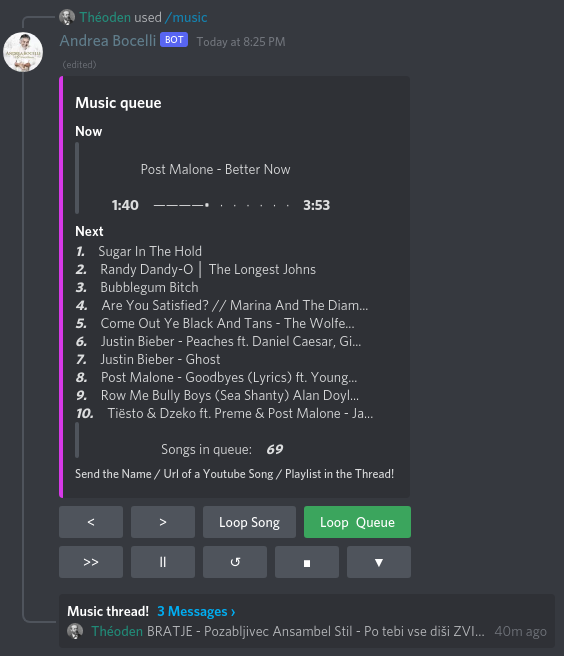 Théoden used /music
Andrea Bocelli BOT Today at 8:25 PM
(edited)
Music queue
Now
Post Malone - Better Now
1:40 ————• · · · · · · 3:53
Next
1. Sugar In The Hold
2. Randy Dandy-O │ The Longest Johns
3. Bubblegum Bitch
4. Are You Satisfied? // Marina And The Diam...
5. Come Out Ye Black And Tans - The Wolfe...
6. Justin Bieber - Peaches ft. Daniel Caesar, Gi...
7. Justin Bieber - Ghost
8. Post Malone - Goodbyes (Lyrics) ft. Young...
9. Row Me Bully Boys (Sea Shanty) Alan Doyl...
10. Tiësto & Dzeko ft. Preme & Post Malone - Ja...
Songs in queue: 69
Send the Name / Url of a Youtube Song / Playlist in the Thread!
< > Loop Song Loop Queue
>> II ↺ ■ ▼
Music thread! 3 Messages ›
Théoden BRATJE - Pozabljivec Ansambel Stil - Po tebi vse diši ZVI... 40m ago